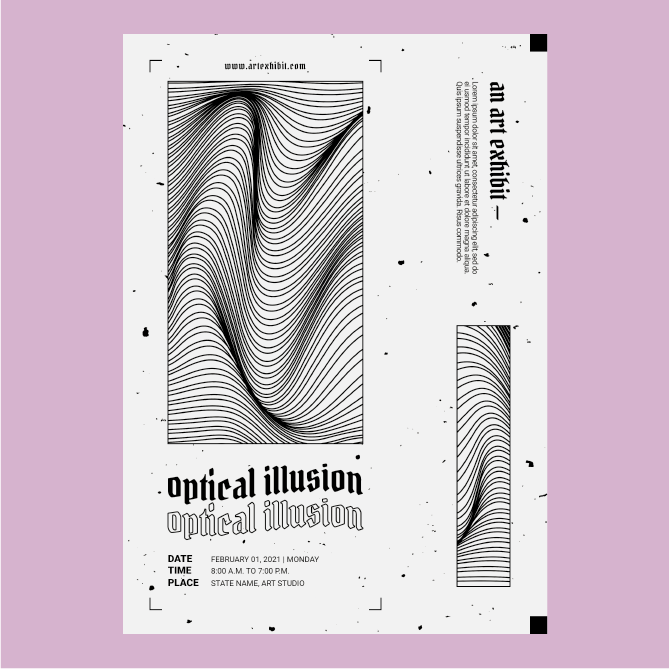 www.artexhibit.com
an art exhibit —
Lorem ipsum dolor sit amet, consectetur adipiscing elit, sed do
ei usmod tempor incididunt ut labore et dolore magna aliqua.
Quis ipsum suspendisse ultrices gravida. Risus commodo.
optical illusion
optical illusion
DATE FEBRUARY 01, 2021 | MONDAY
TIME 8:00 A.M. TO 7:00 P.M.
PLACE STATE NAME, ART STUDIO